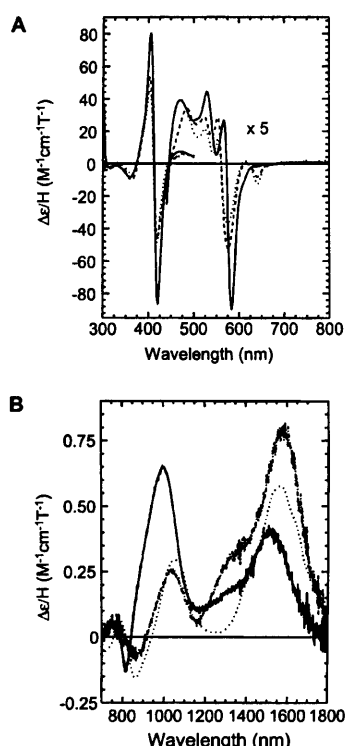 A
80
60
40
20
0
-20
-40
-60
-80
x 5
Δε/H (M⁻¹cm⁻¹T⁻¹)
300 400 500 600 700 800
Wavelength (nm)
B
0.75
0.50
0.25
0
-0.25
Δε/H (M⁻¹cm⁻¹T⁻¹)
800 1000 1200 1400 1600 1800
Wavelength (nm)